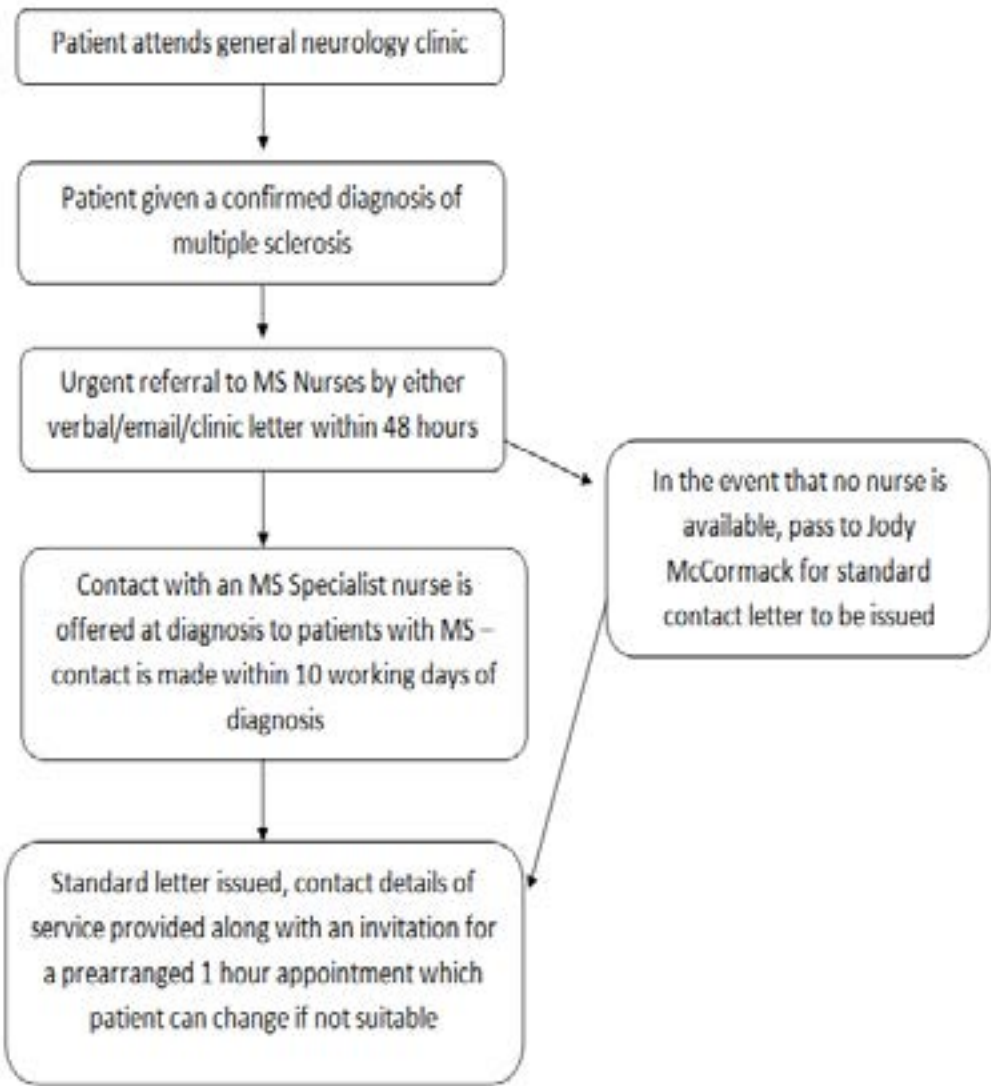 Patient attends general neurology clinic
Patient given a confirmed diagnosis of
multiple sclerosis
Urgent referral to MS Nurses by either
verbal/email/clinic letter within 48 hours
In the event that no nurse is
available, pass to Jody
McCormack for standard
contact letter to be issued
Contact with an MS Specialist nurse is
offered at diagnosis to patients with MS –
contact is made within 10 working days of
diagnosis
Standard letter issued, contact details of
service provided along with an invitation for
a prearranged 1 hour appointment which
patient can change if not suitable